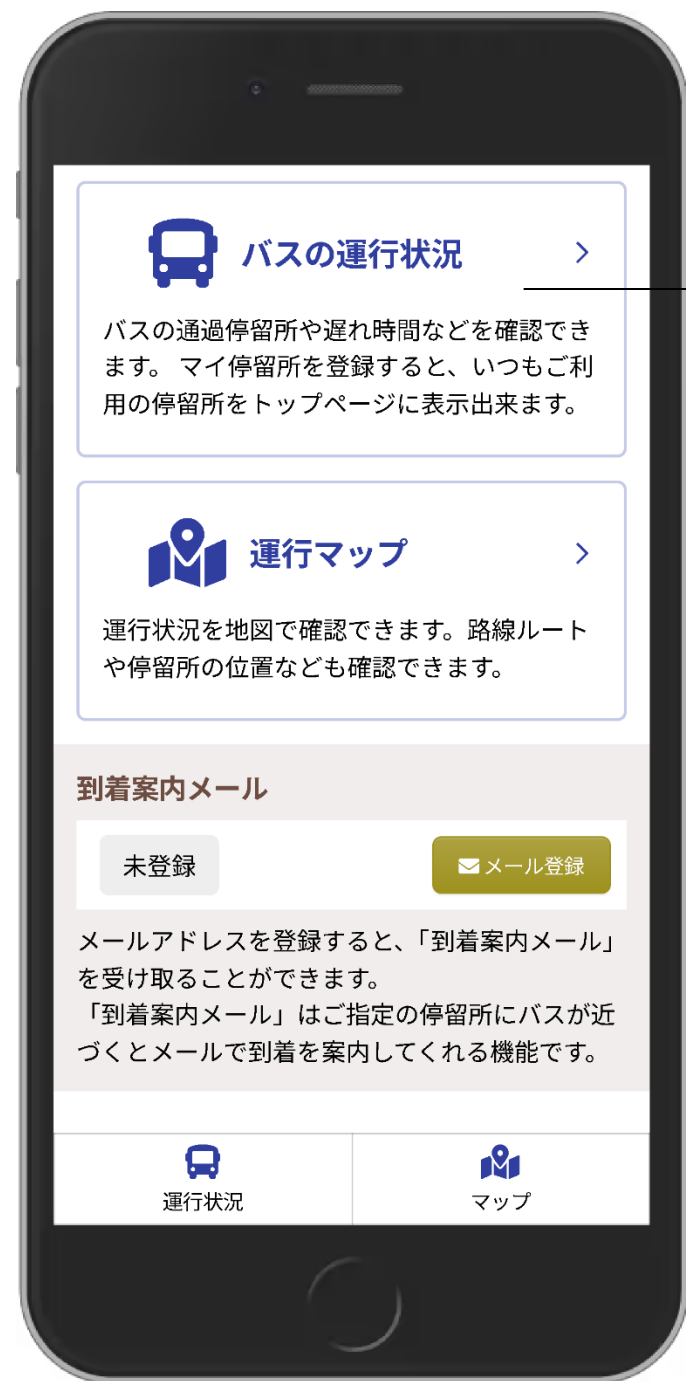 バスの運行状況
バスの通過停留所や遅れ時間などを確認でき
ます。 マイ停留所を登録すると、いつもご利
用の停留所をトップページに表示出来ます。
運行マップ
運行状況を地図で確認できます。路線ルート
や停留所の位置なども確認できます。
到着案内メール
未登録
メール登録
メールアドレスを登録すると、「到着案内メール」
を受け取ることができます。
「到着案内メール」はご指定の停留所にバスが近
づくとメールで到着を案内してくれる機能です。
運行状況
マップ